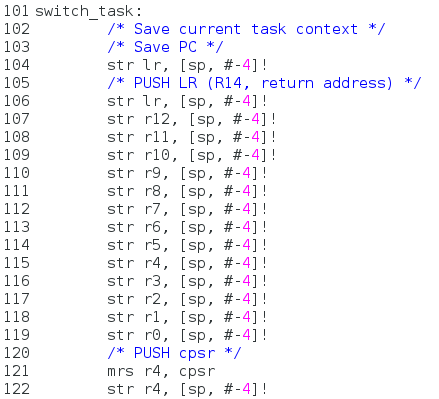 101 switch_task:
102 /* Save current task context */
103 /* Save PC */
104 str lr, [sp, #-4]!
105 /* PUSH LR (R14, return address) */
106 str lr, [sp, #-4]!
107 str r12, [sp, #-4]!
108 str r11, [sp, #-4]!
109 str r10, [sp, #-4]!
110 str r9, [sp, #-4]!
111 str r8, [sp, #-4]!
112 str r7, [sp, #-4]!
113 str r6, [sp, #-4]!
114 str r5, [sp, #-4]!
115 str r4, [sp, #-4]!
116 str r3, [sp, #-4]!
117 str r2, [sp, #-4]!
118 str r1, [sp, #-4]!
119 str r0, [sp, #-4]!
120 /* PUSH cpsr */
121 mrs r4, cpsr
122 str r4, [sp, #-4]!